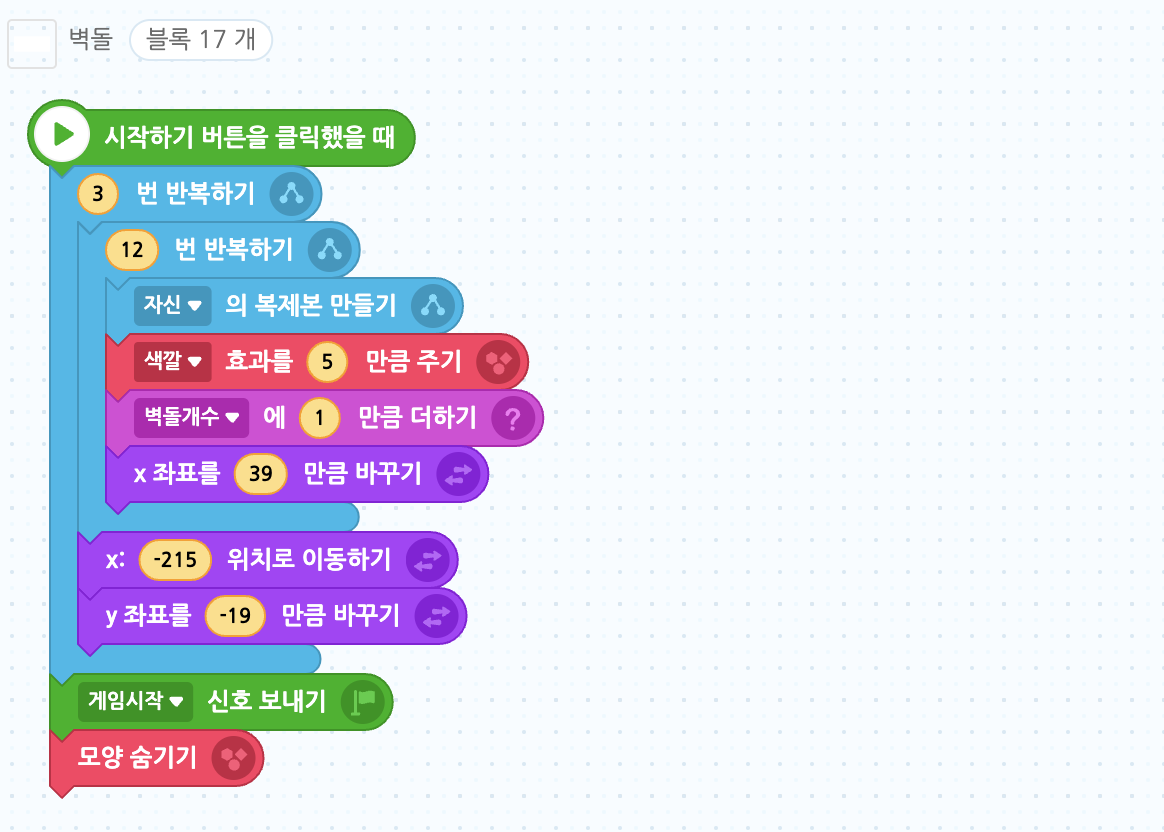 벽돌 블록 17 개
시작하기 버튼을 클릭했을 때
3 번 반복하기
12 번 반복하기
자신 의 복제본 만들기
색깔 효과를 5 만큼 주기
벽돌개수 에 1 만큼 더하기 ?
x 좌표를 39 만큼 바꾸기
x: -215 위치로 이동하기
y 좌표를 -19 만큼 바꾸기
게임시작 신호 보내기
모양 숨기기